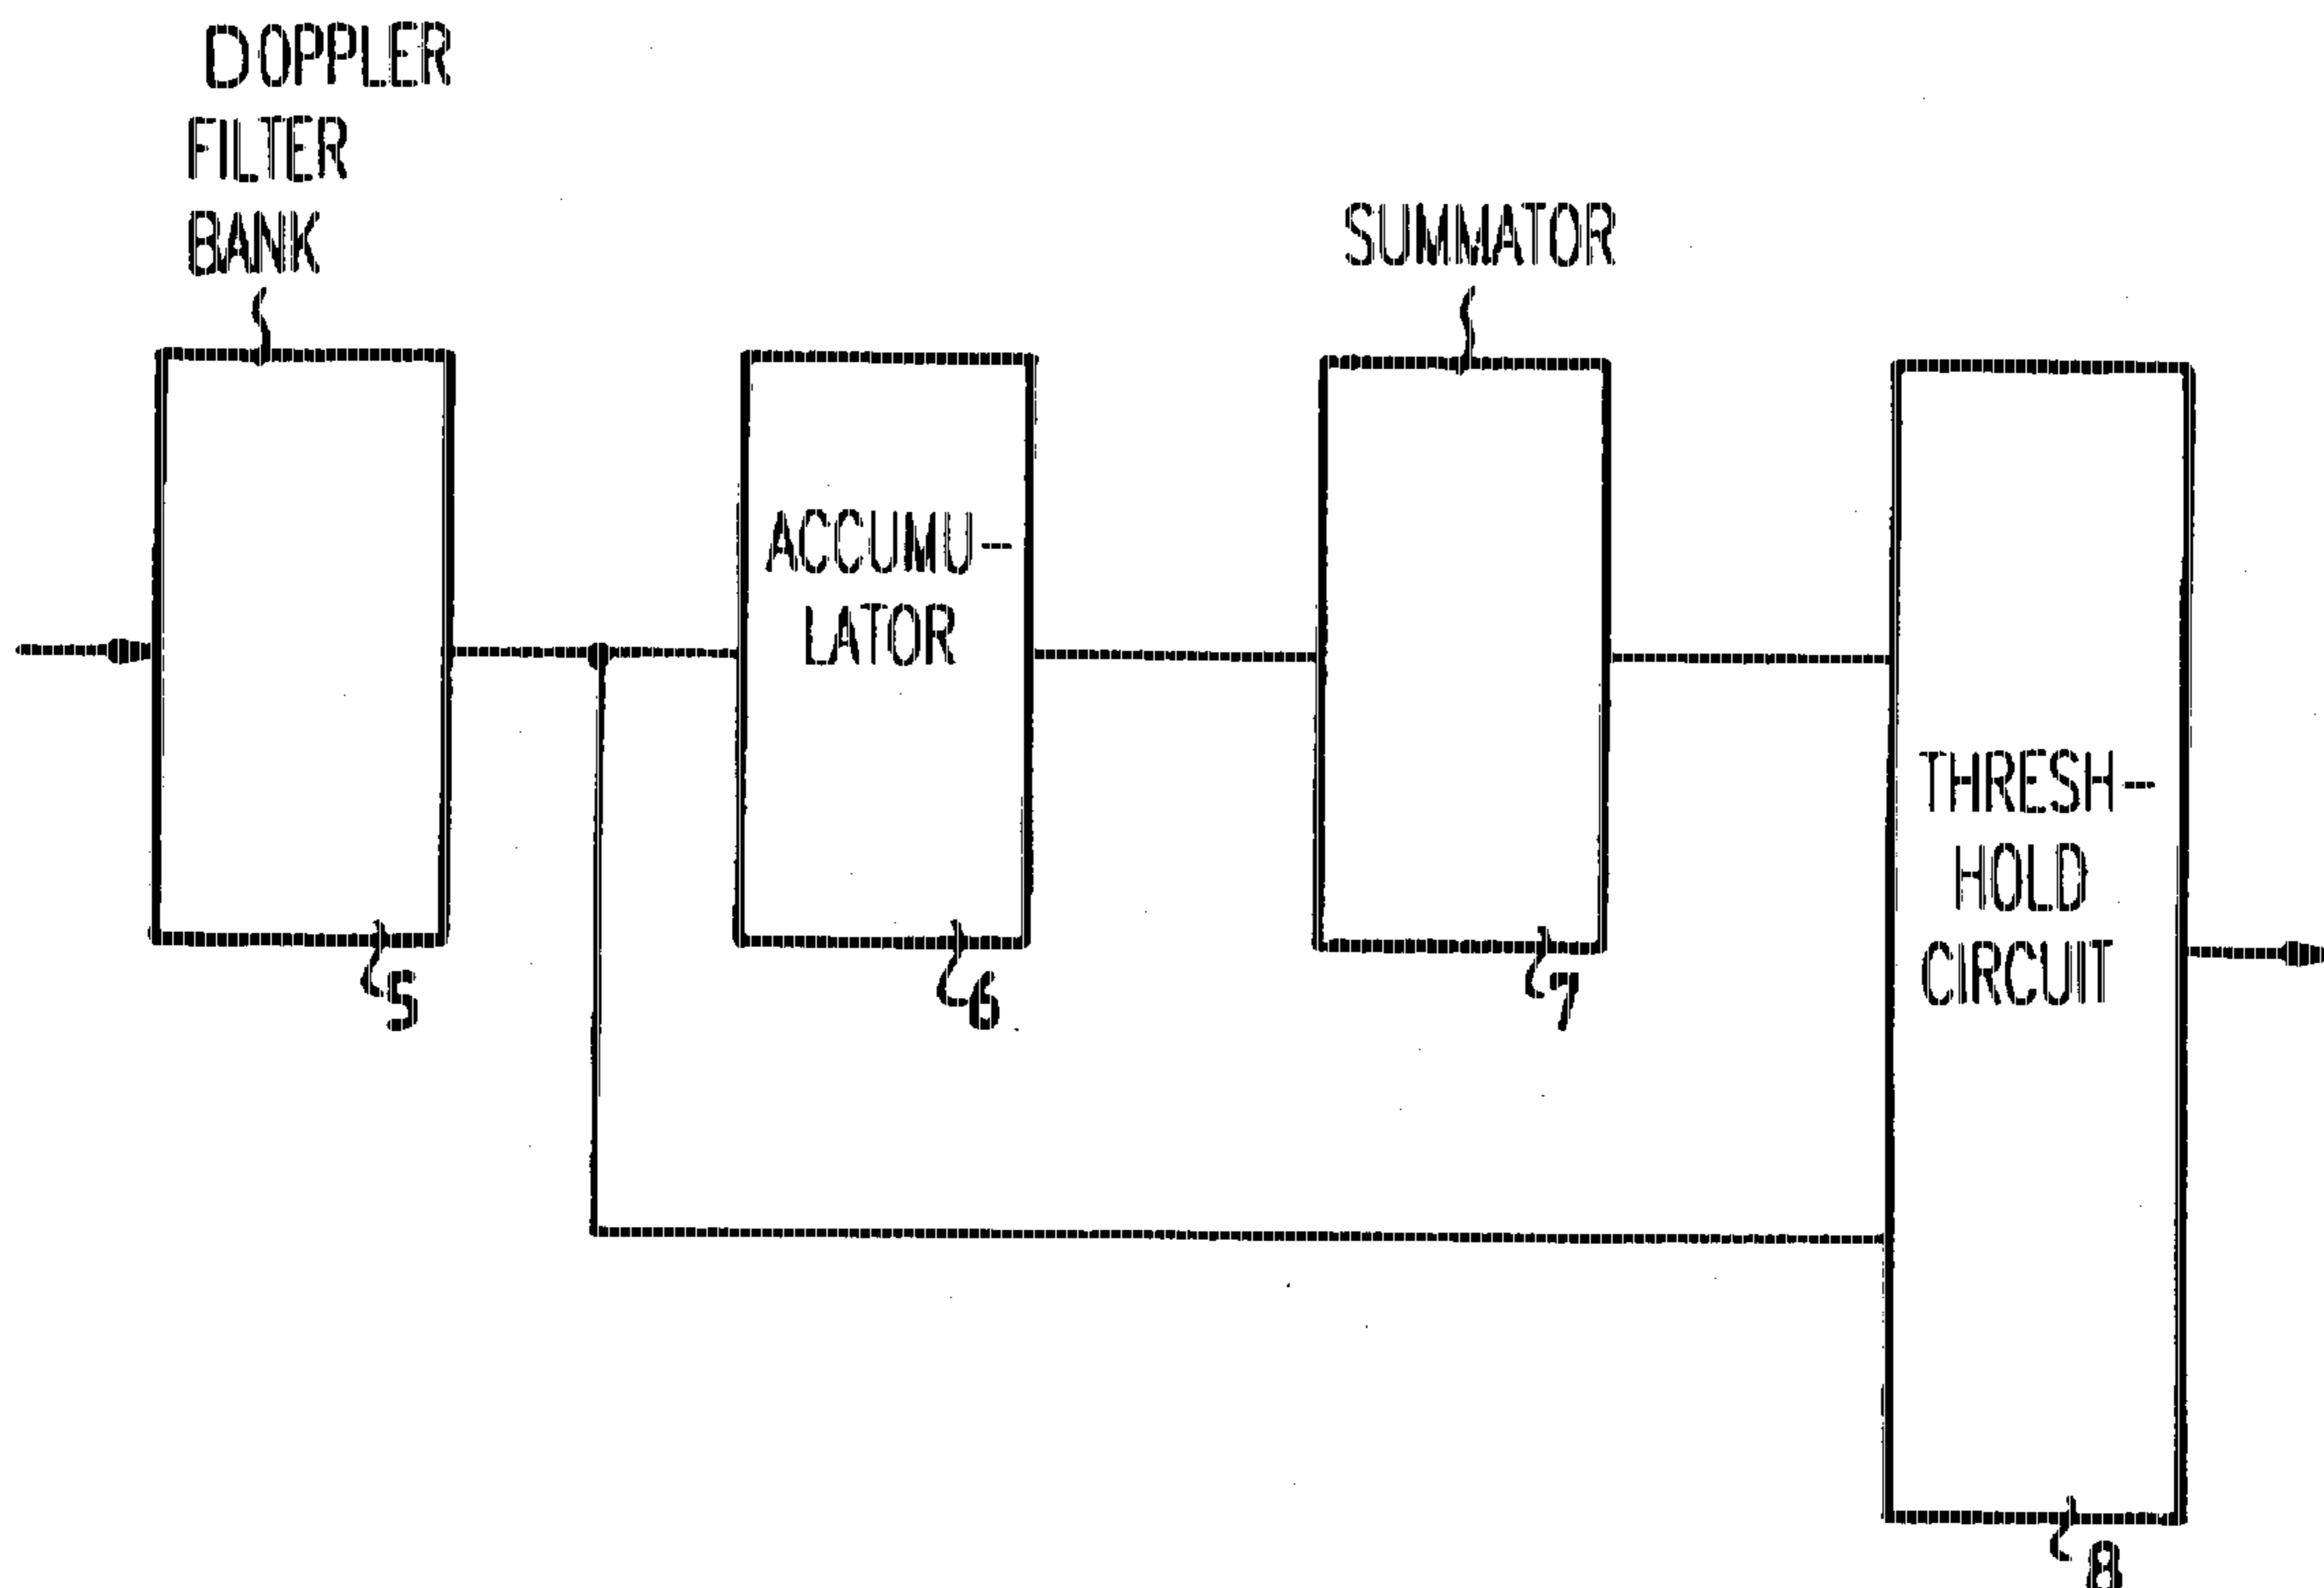 DOPPLER
FILTER
BANK
SUMMATOR
ACCUMU-
LATOR
THRESH-
HOLD
CIRCUIT
5
6
7
8